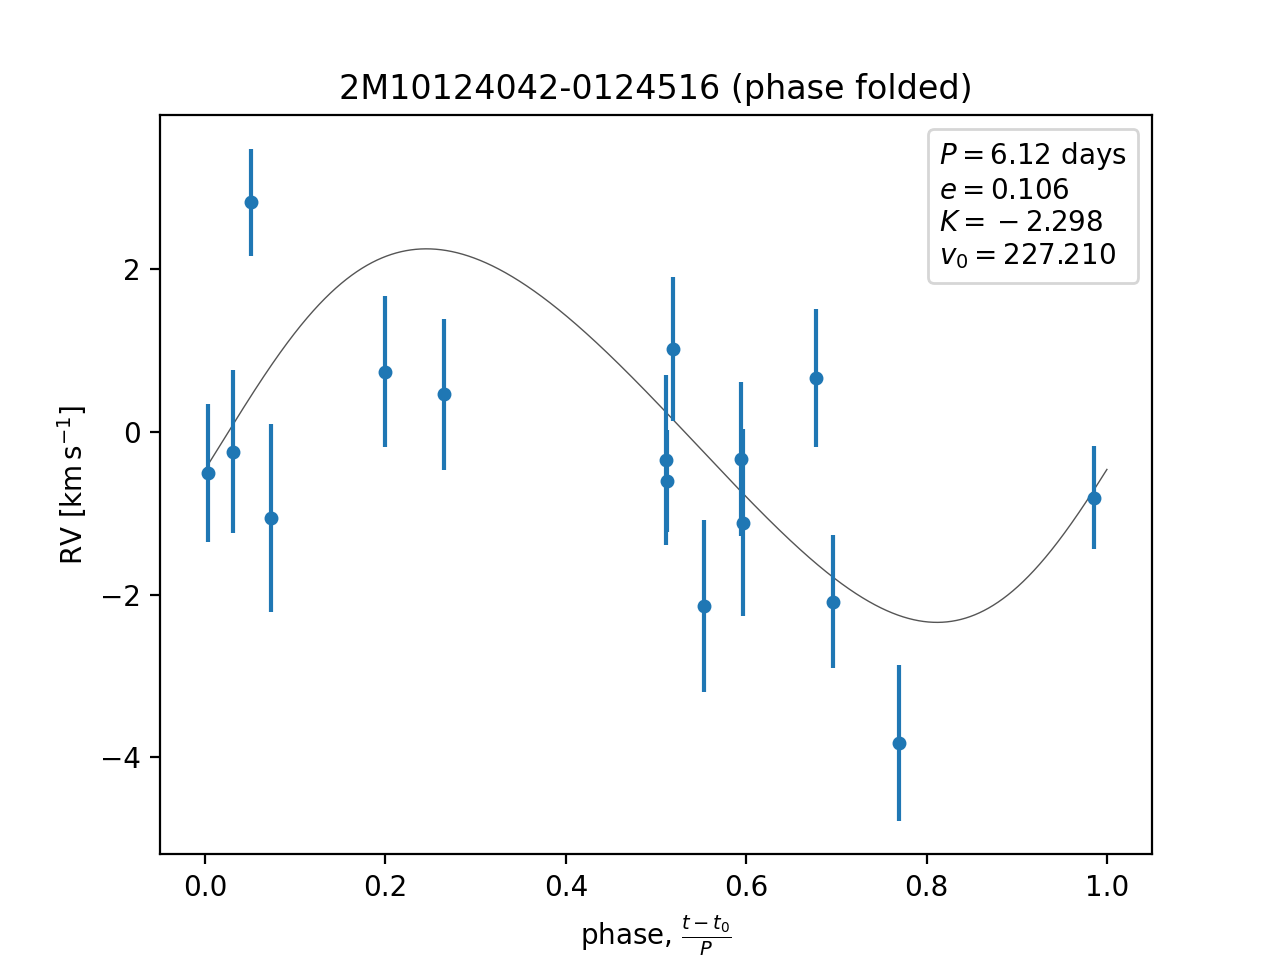 2M10124042-0124516 (phase folded)
P = 6.12 days
e = 0.106
K = −2.298
v₀ = 227.210
RV [km s⁻¹]
2
0
−2
−4
0.0 0.2 0.4 0.6 0.8 1.0
phase, (t − t₀)/P